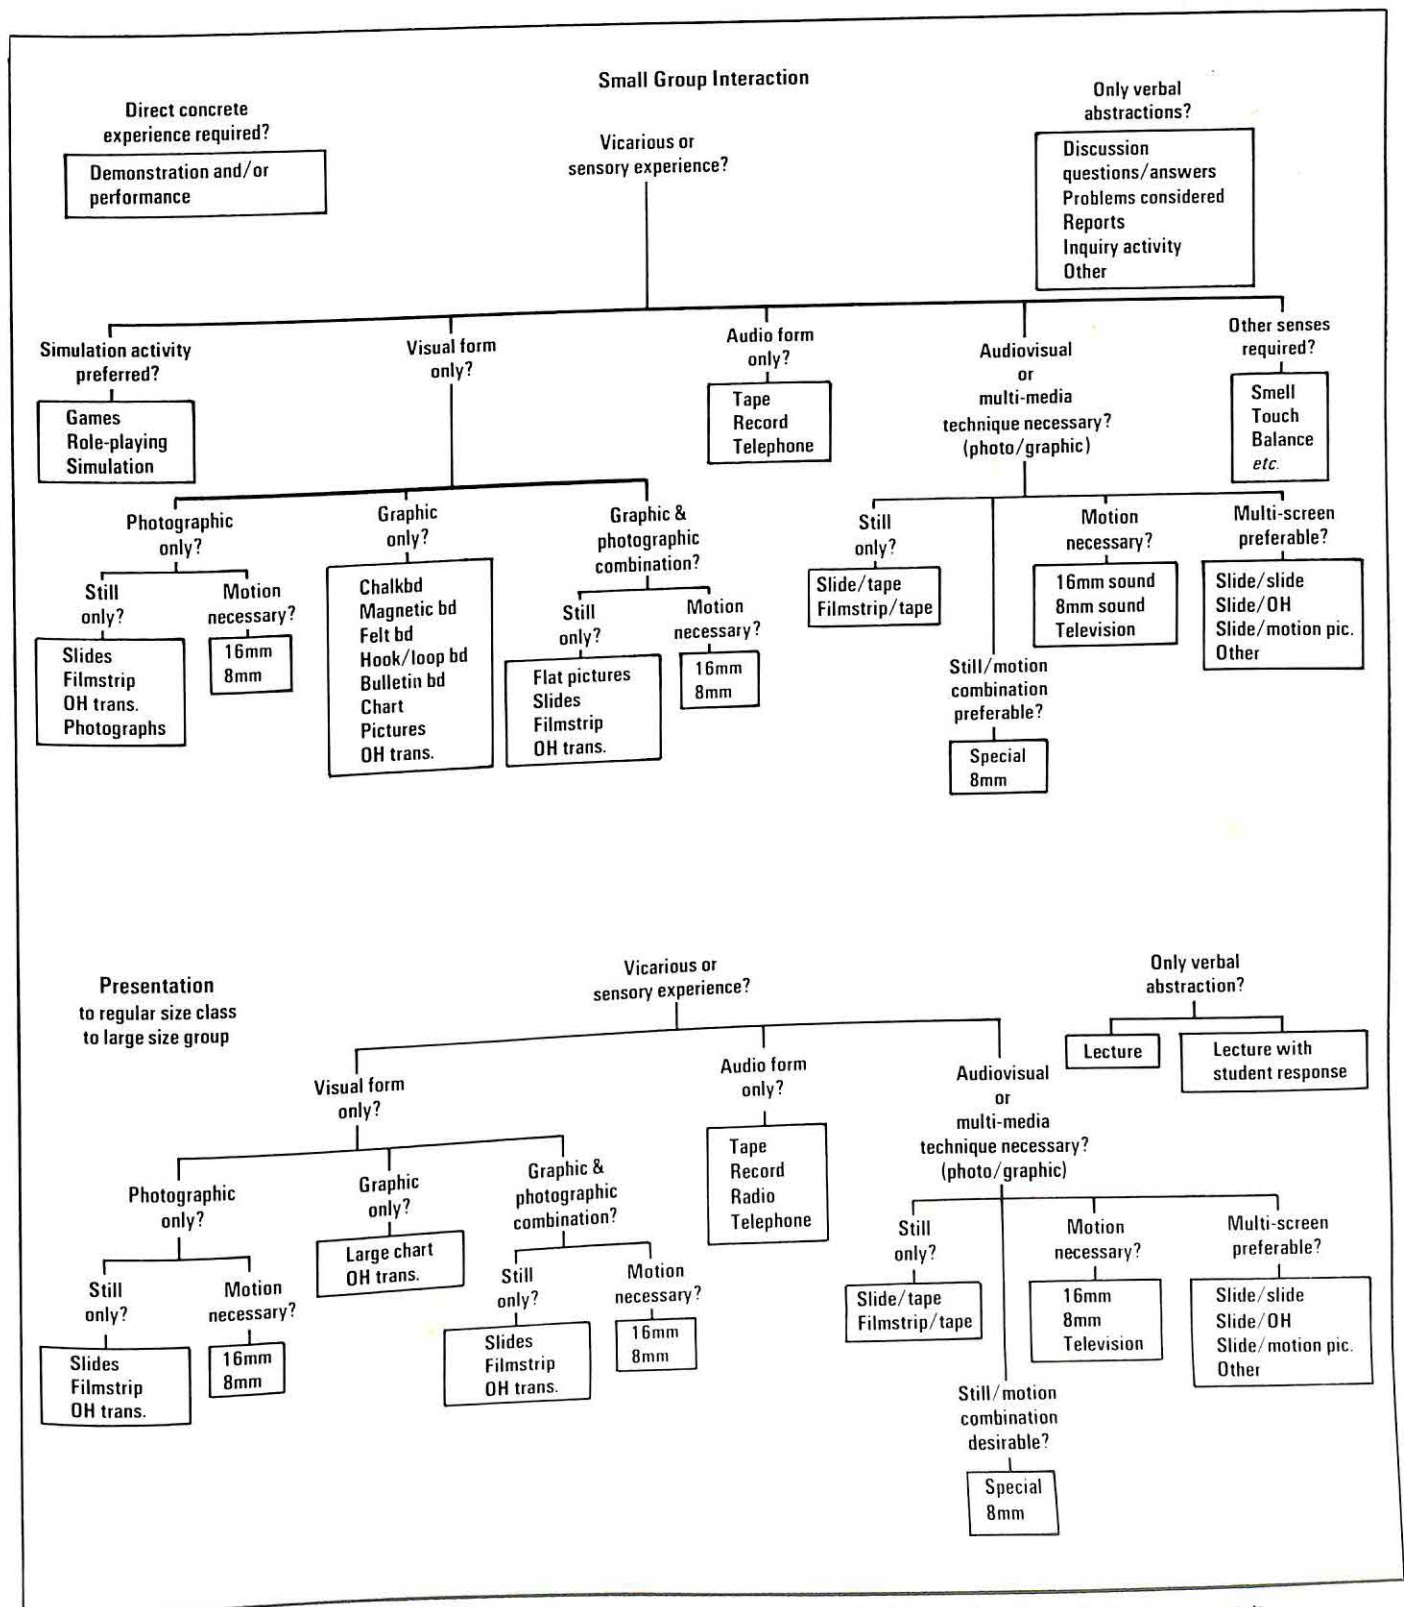 Small Group Interaction
Direct concrete
experience required?
Demonstration and/or
performance
Vicarious or
sensory experience?
Only verbal
abstractions?
Discussion
questions/answers
Problems considered
Reports
Inquiry activity
Other
Simulation activity
preferred?
Games
Role-playing
Simulation
Visual form
only?
Audio form
only?
Tape
Record
Telephone
Audiovisual
or
multi-media
technique necessary?
(photo/graphic)
Other senses
required?
Smell
Touch
Balance
etc.
Photographic
only?
Still
only?
Slides
Filmstrip
OH trans.
Photographs
Motion
necessary?
16mm
8mm
Graphic
only?
Chalkbd
Magnetic bd
Felt bd
Hook/loop bd
Bulletin bd
Chart
Pictures
OH trans.
Graphic &
photographic
combination?
Still
only?
Flat pictures
Slides
Filmstrip
OH trans.
Motion
necessary?
16mm
8mm
Still
only?
Slide/tape
Filmstrip/tape
Still/motion
combination
preferable?
Special
8mm
Motion
necessary?
16mm sound
8mm sound
Television
Multi-screen
preferable?
Slide/slide
Slide/OH
Slide/motion pic.
Other
Presentation
to regular size class
to large size group
Vicarious or
sensory experience?
Only verbal
abstraction?
Lecture
Lecture with
student response
Visual form
only?
Audio form
only?
Tape
Record
Radio
Telephone
Audiovisual
or
multi-media
technique necessary?
(photo/graphic)
Photographic
only?
Still
only?
Slides
Filmstrip
OH trans.
Motion
necessary?
16mm
8mm
Graphic
only?
Large chart
OH trans.
Graphic &
photographic
combination?
Still
only?
Slides
Filmstrip
OH trans.
Motion
necessary?
16mm
8mm
Still
only?
Slide/tape
Filmstrip/tape
Still/motion
combination
desirable?
Special
8mm
Motion
necessary?
16mm
8mm
Television
Multi-screen
preferable?
Slide/slide
Slide/OH
Slide/motion pic.
Other